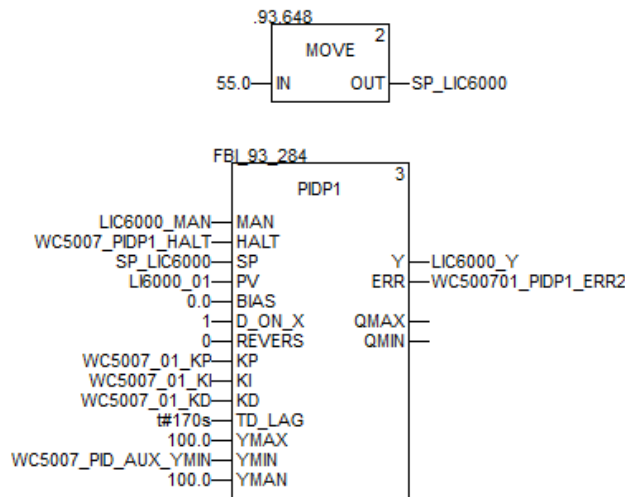 .93.648
2
MOVE
55.0 IN OUT SP_LIC6000
FBI_93_284
3
PIDP1
LIC6000_MAN MAN
WC5007_PIDP1_HALT HALT
SP_LIC6000 SP Y LIC6000_Y
LI6000_01 PV ERR WC500701_PIDP1_ERR2
0.0 BIAS
1 D_ON_X QMAX
0 REVERS QMIN
WC5007_01_KP KP
WC5007_01_KI KI
WC5007_01_KD KD
t#170s TD_LAG
100.0 YMAX
WC5007_PID_AUX_YMIN YMIN
100.0 YMAN